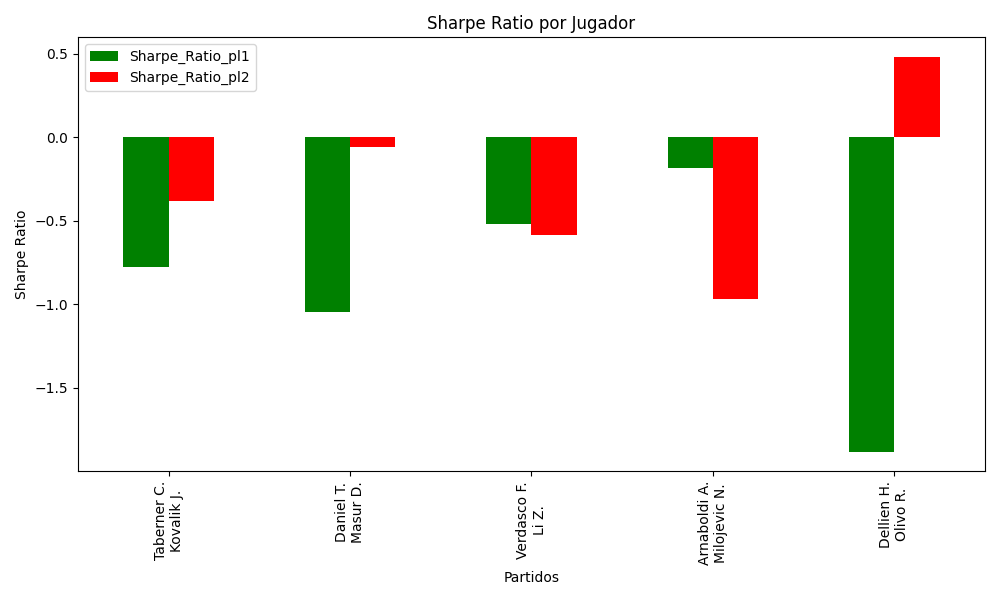 Sharpe Ratio por Jugador
Sharpe_Ratio_pl1
Sharpe_Ratio_pl2
Sharpe Ratio
0.5
0.0
−0.5
−1.0
−1.5
Taberner C.
Kovalik J.
Daniel T.
Masur D.
Verdasco F.
Li Z.
Arnaboldi A.
Milojevic N.
Dellien H.
Olivo R.
Partidos